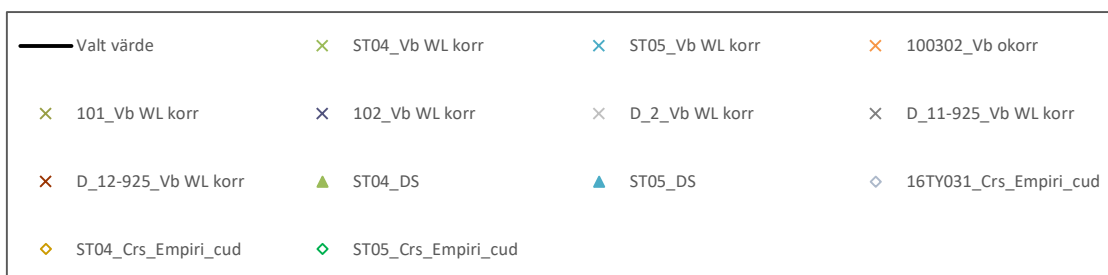 Valt värde ST04_Vb WL korr ST05_Vb WL korr 100302_Vb okorr
101_Vb WL korr 102_Vb WL korr D_2_Vb WL korr D_11-925_Vb WL korr
D_12-925_Vb WL korr ST04_DS ST05_DS 16TY031_Crs_Empiri_cud
ST04_Crs_Empiri_cud ST05_Crs_Empiri_cud